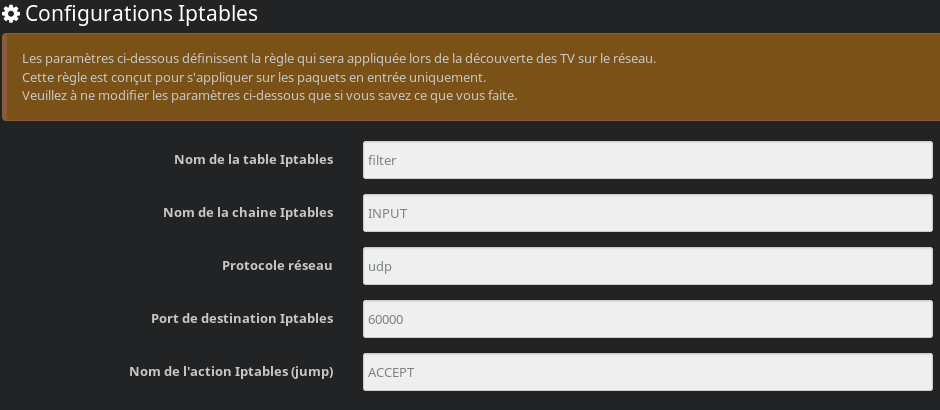 Configurations Iptables
Les paramètres ci-dessous définissent la règle qui sera appliquée lors de la découverte des TV sur le réseau.
Cette règle est conçut pour s'appliquer sur les paquets en entrée uniquement.
Veuillez à ne modifier les paramètres ci-dessous que si vous savez ce que vous faite.
Nom de la table Iptables filter
Nom de la chaine Iptables INPUT
Protocole réseau udp
Port de destination Iptables 60000
Nom de l'action Iptables (jump) ACCEPT